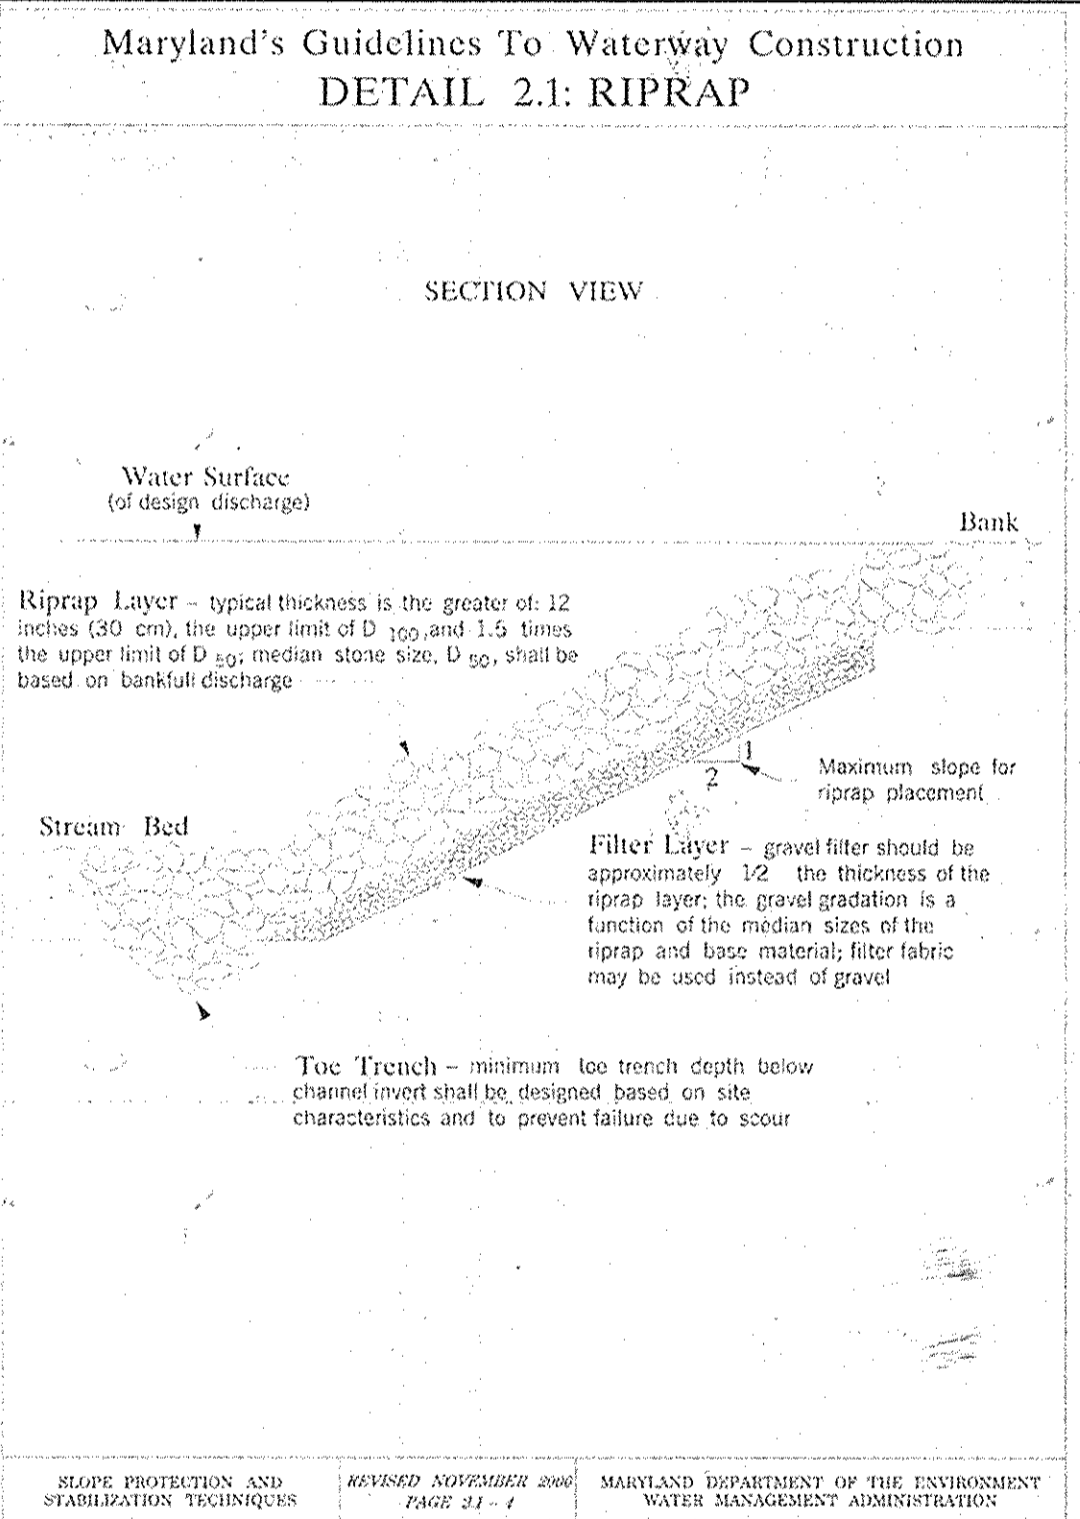 Maryland's Guidelines To Waterway Construction
DETAIL 2.1: RIPRAP
SECTION VIEW
Water Surface
(of design discharge)
Bank
Riprap Layer – typical thickness is the greater of: 12
inches (30 cm), the upper limit of D 100, and 1.5 times
the upper limit of D 50; median stone size, D 50, shall be
based on bankfull discharge
1
2
Maximum slope for
riprap placement
Stream Bed
Filter Layer – gravel filter should be
approximately 1/2 the thickness of the
riprap layer; the gravel gradation is a
function of the median sizes of the
riprap and base material; filter fabric
may be used instead of gravel
Toe Trench – minimum toe trench depth below
channel invert shall be designed based on site
characteristics and to prevent failure due to scour
SLOPE PROTECTION AND
STABILIZATION TECHNIQUES
REVISED NOVEMBER 2000
PAGE 2.1 - 4
MARYLAND DEPARTMENT OF THE ENVIRONMENT
WATER MANAGEMENT ADMINISTRATION